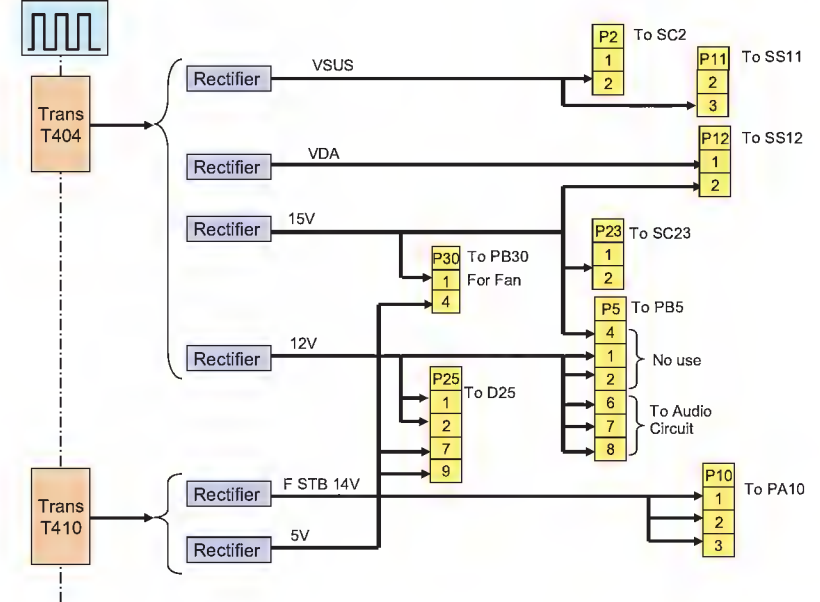 P2
To SC2
1
2
P11
To SS11
2
3
Rectifier
VSUS
Trans
T404
P12
To SS12
1
2
Rectifier
VDA
Rectifier
15V
P23
To SC23
1
2
P30
To PB30
1
For Fan
4
P5
To PB5
4
1
2
No use
6
7
8
To Audio
Circuit
Rectifier
12V
P25
To D25
1
2
7
9
Trans
T410
Rectifier
F STB 14V
P10
To PA10
1
2
3
Rectifier
5V